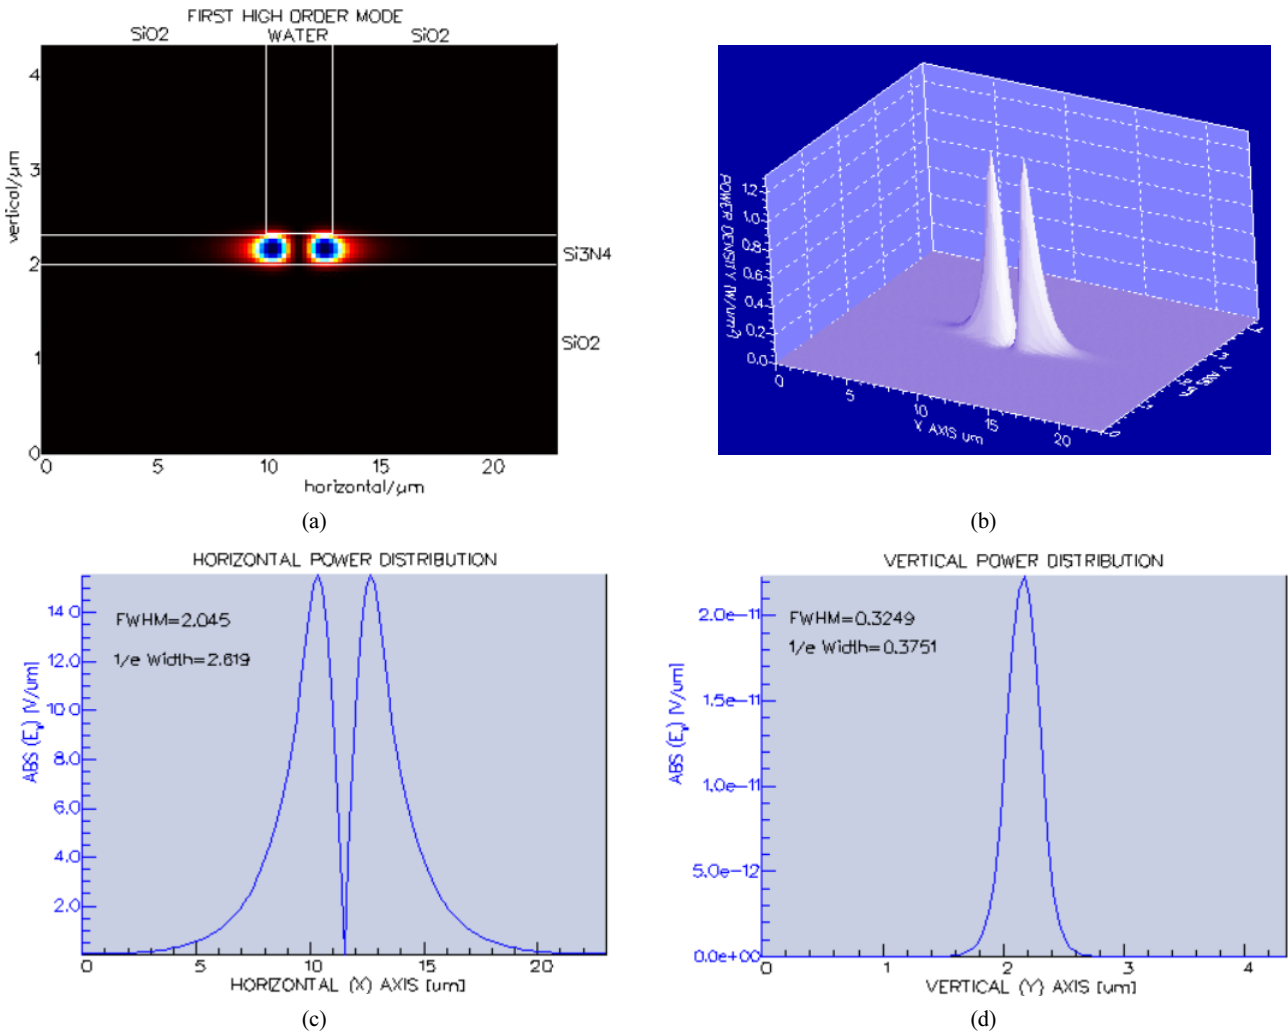 FIRST HIGH ORDER MODE
SiO2 WATER SiO2
4
3
2
1
0
vertical/μm
Si3N4
SiO2
0 5 10 15 20
horizontal/μm
(a)
POWER DENSITY (W/um²)
1.2
1.0
0.8
0.6
0.4
0.2
0.0
0 5 10 15 20
X AXIS um
Y AXIS um
(b)
HORIZONTAL POWER DISTRIBUTION
FWHM=2.045
1/e Width=2.619
14.0
12.0
10.0
8.0
6.0
4.0
2.0
0 5 10 15 20
HORIZONTAL (X) AXIS [um]
(c)
VERTICAL POWER DISTRIBUTION
FWHM=0.3249
1/e Width=0.3751
2.0e-11
1.5e-11
1.0e-11
5.0e-12
0.0e+00
0 1 2 3 4
VERTICAL (Y) AXIS [um]
(d)